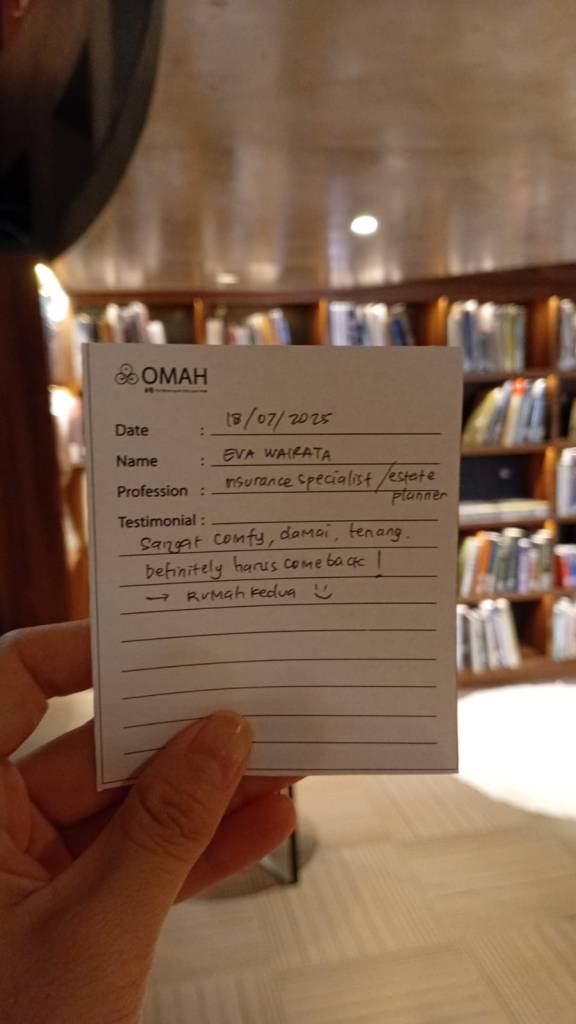 OMAH
Date : 18/07/2025
Name : EVA WAIRATA
Profession : Insurance specialist /estate
planner
Testimonial :
Sangat comfy, damai, tenang.
Definitely harus come back !
→ Rumah kedua :)